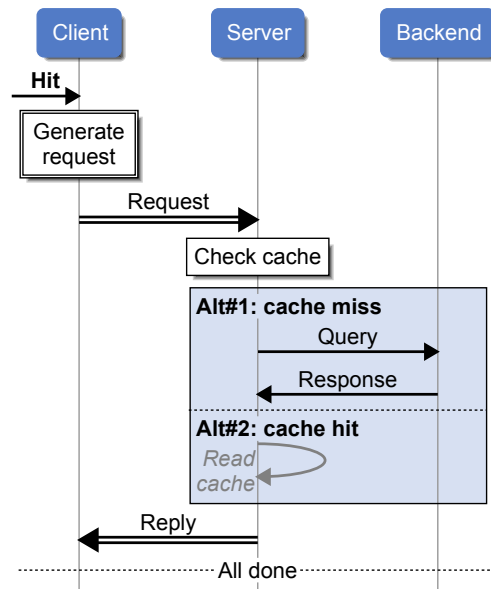 Client Server Backend
Hit
Generate
request
Request
Check cache
Alt#1: cache miss
Query
Response
Alt#2: cache hit
Read
cache
Reply
All done